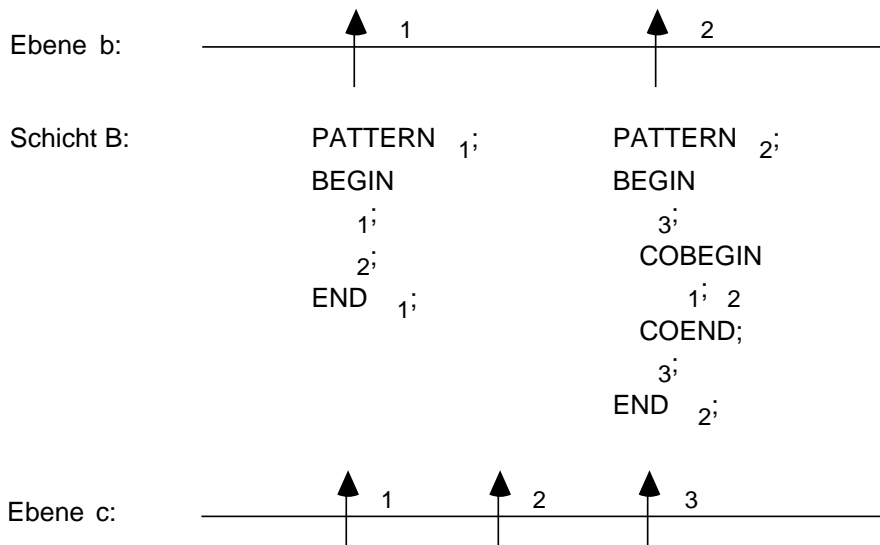 1 2
Ebene b:
Schicht B: PATTERN 1; PATTERN 2;
BEGIN BEGIN
1; 3;
2; COBEGIN
END 1; 1; 2
COEND;
3;
END 2;
1 2 3
Ebene c: